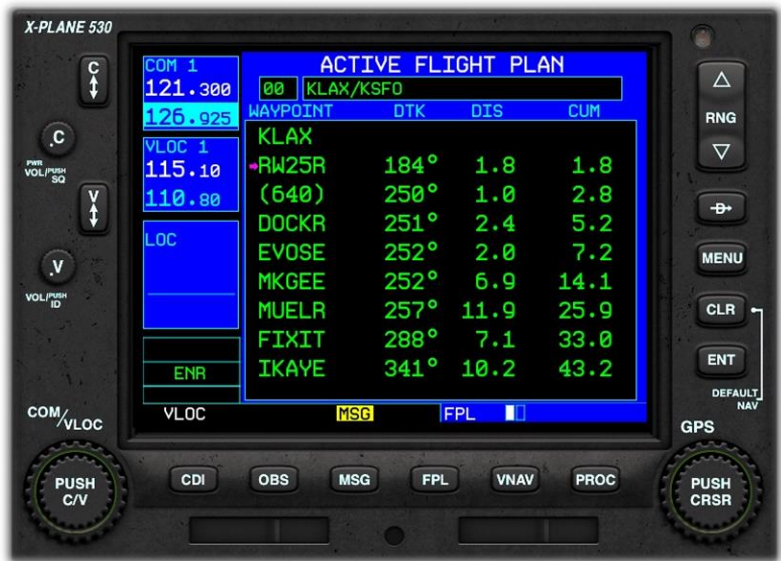 X-PLANE 530
COM 1
121.300
126.925
VLOC 1
115.10
110.80
LOC
ENR
ACTIVE FLIGHT PLAN
00 KLAX/KSFO
WAYPOINT DTK DIS CUM
KLAX
RW25R 184° 1.8 1.8
(640) 250° 1.0 2.8
DOCKR 251° 2.4 5.2
EVOSE 252° 2.0 7.2
MKGEE 252° 6.9 14.1
MUELR 257° 11.9 25.9
FIXIT 288° 7.1 33.0
IKAYE 341° 10.2 43.2
VLOC MSG FPL
C
.C
PWR
VOL/PUSH
SQ
V
.V
VOL/PUSH
ID
COM/VLOC
PUSH
C/V
CDI OBS MSG FPL VNAV PROC
RNG
D
MENU
CLR
ENT
DEFAULT
NAV
GPS
PUSH
CRSR